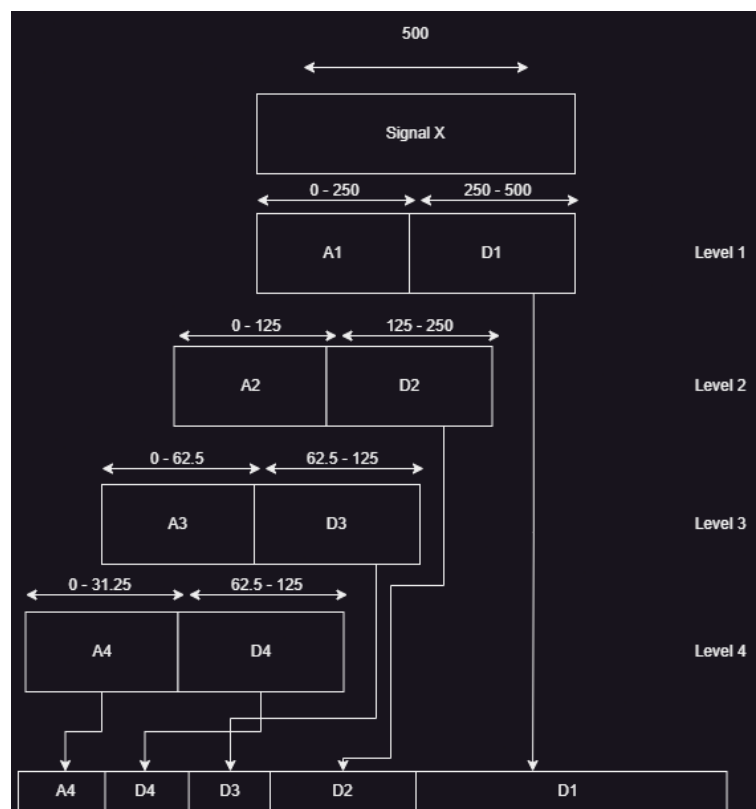 500
Signal X
0 - 250 250 - 500
A1 D1 Level 1
0 - 125 125 - 250
A2 D2 Level 2
0 - 62.5 62.5 - 125
A3 D3 Level 3
0 - 31.25 62.5 - 125
A4 D4 Level 4
A4 D4 D3 D2 D1